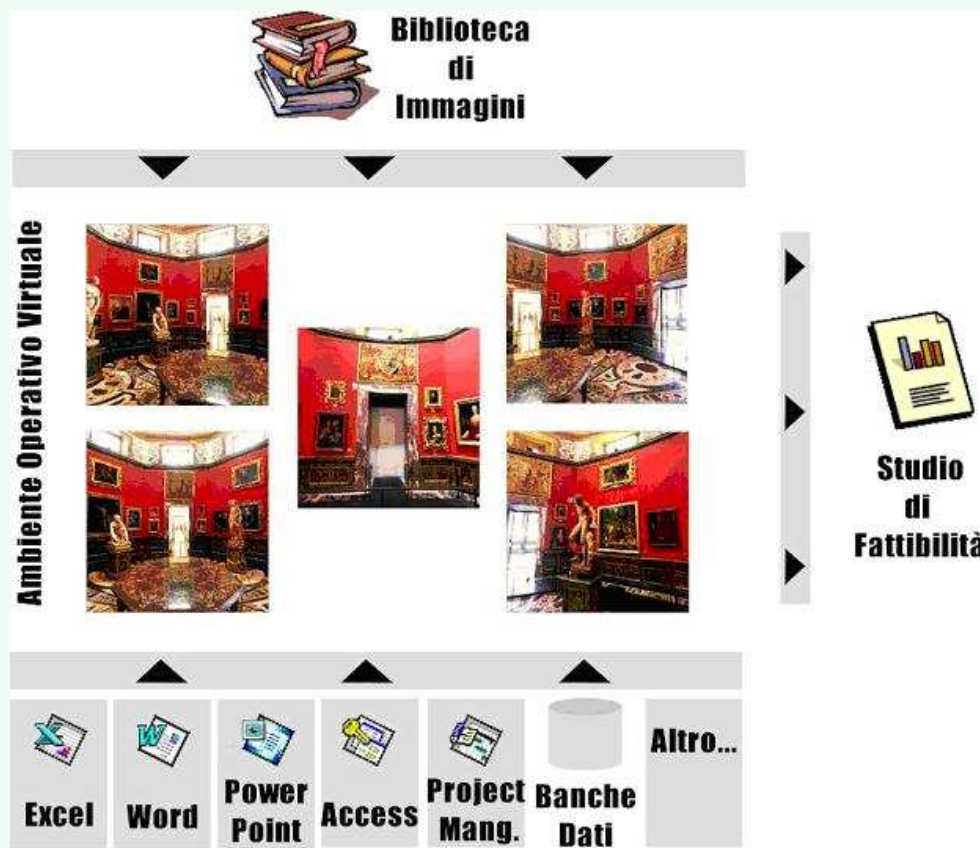 Biblioteca
di
Immagini
Ambiente Operativo Virtuale
Studio
di
Fattibilità
Excel
Word
Power
Point
Access
Project
Mang.
Banche
Dati
Altro...